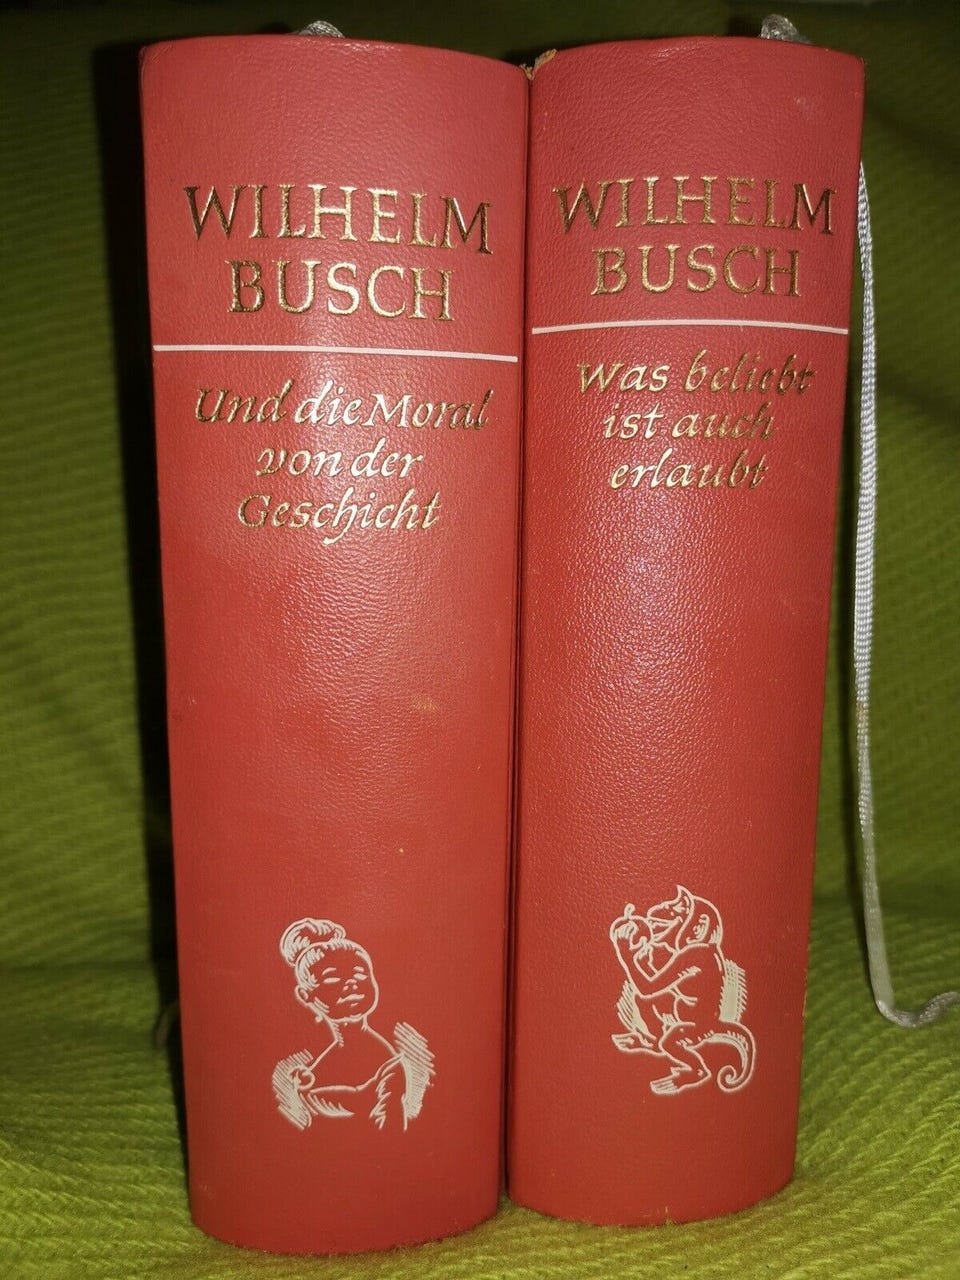 WILHELM
BUSCH
Und die Moral
von der
Geschicht
WILHELM
BUSCH
Was beliebt
ist auch
erlaubt